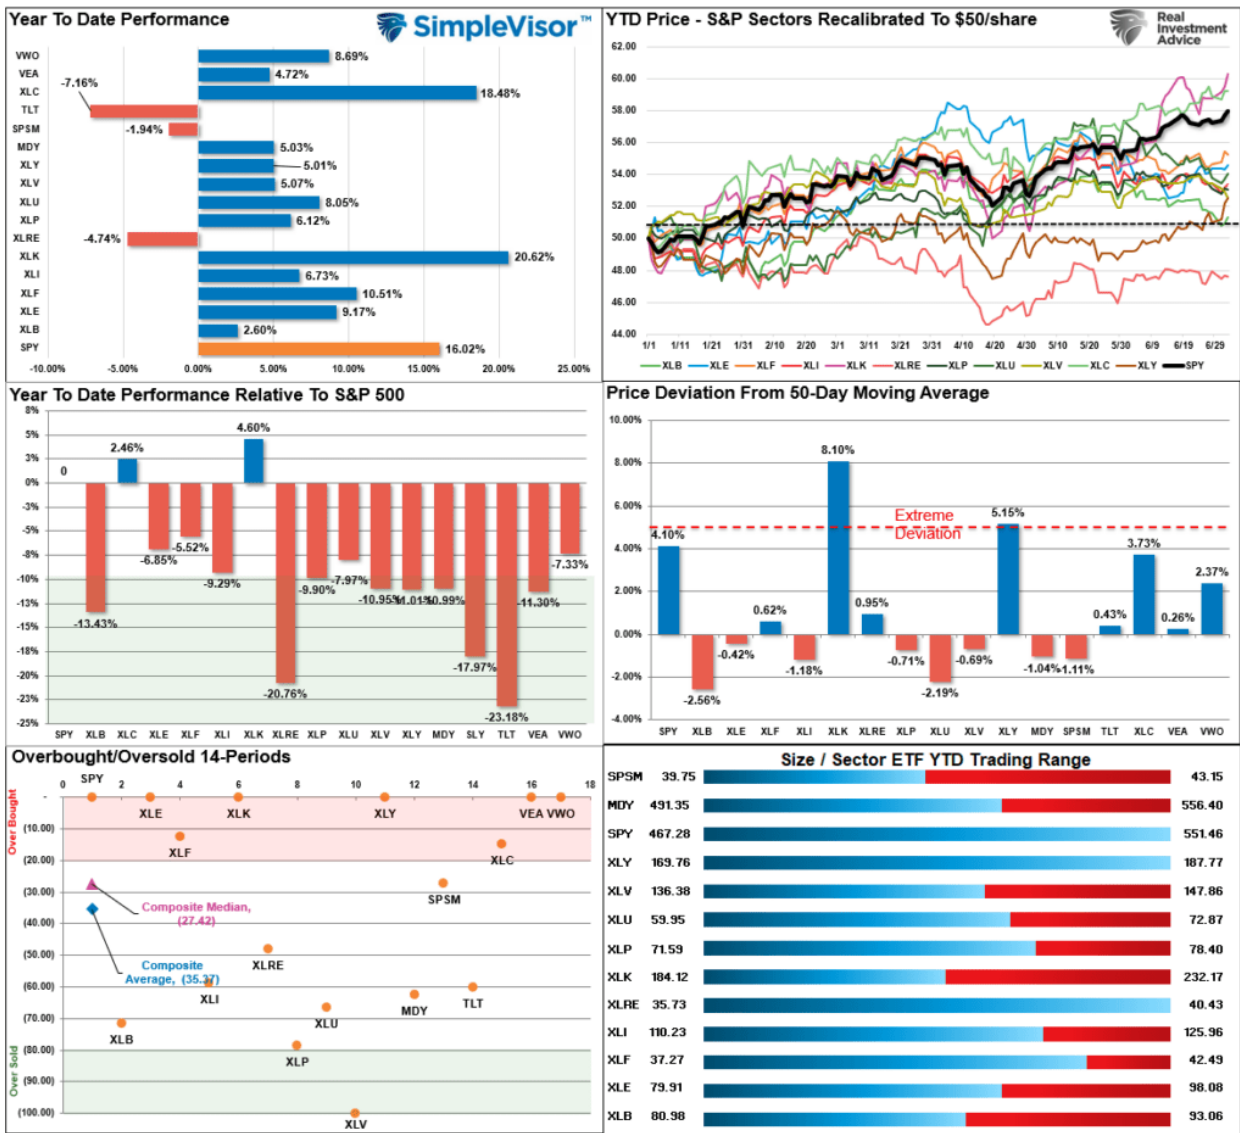 Year To Date Performance
SimpleVisor™
VWO 8.69%
VEA 4.72%
XLC 18.48%
TLT -7.16%
SPSM -1.94%
MDY 5.03%
XLY 5.01%
XLV 5.07%
XLU 8.05%
XLP 6.12%
XLRE -4.74%
XLK 20.62%
XLI 6.73%
XLF 10.51%
XLE 9.17%
XLB 2.60%
SPY 16.02%
-10.00% -5.00% 0.00% 5.00% 10.00% 15.00% 20.00% 25.00%
YTD Price - S&P Sectors Recalibrated To $50/share
Real
Investment
Advice
62.00
60.00
58.00
56.00
54.00
52.00
50.00
48.00
46.00
44.00
1/1 1/11 1/21 1/31 2/10 2/20 3/1 3/11 3/21 3/31 4/10 4/20 4/30 5/10 5/20 5/30 6/9 6/19 6/29
XLB XLE XLF XLI XLK XLRE XLP XLU XLV XLC XLY SPY
Year To Date Performance Relative To S&P 500
8%
5%
3%
0%
-3%
-5%
-8%
-10%
-13%
-15%
-18%
-20%
-23%
-25%
0 -13.43% 2.46% -6.85% -5.52% -9.29% 4.60% -20.76% -9.90% -7.97% -10.95% -11.01% -10.99% -17.97% -23.18% -11.30% -7.33%
SPY XLB XLC XLE XLF XLI XLK XLRE XLP XLU XLV XLY MDY SLY TLT VEA VWO
Price Deviation From 50-Day Moving Average
10.00%
8.00%
6.00%
4.00%
2.00%
0.00%
-2.00%
-4.00%
Extreme
Deviation
4.10% -2.56% -0.42% 0.62% -1.18% 8.10% 0.95% -0.71% -2.19% -0.69% 5.15% -1.04% -1.11% 0.43% 3.73% 0.26% 2.37%
SPY XLB XLE XLF XLI XLK XLRE XLP XLU XLV XLY MDY SPSM TLT XLC VEA VWO
Overbought/Oversold 14-Periods
SPY
0 2 4 6 8 10 12 14 16 18
Over Bought
Over Sold
-
(10.00)
(20.00)
(30.00)
(40.00)
(50.00)
(60.00)
(70.00)
(80.00)
(90.00)
(100.00)
XLE XLK XLY VEA VWO
XLF XLC
SPSM
Composite Median,
(27.42)
Composite
Average, (35.37)
XLRE
XLI
TLT
MDY
XLU
XLB
XLP
XLV
Size / Sector ETF YTD Trading Range
SPSM 39.75 43.15
MDY 491.35 556.40
SPY 467.28 551.46
XLY 169.76 187.77
XLV 136.38 147.86
XLU 59.95 72.87
XLP 71.59 78.40
XLK 184.12 232.17
XLRE 35.73 40.43
XLI 110.23 125.96
XLF 37.27 42.49
XLE 79.91 98.08
XLB 80.98 93.06